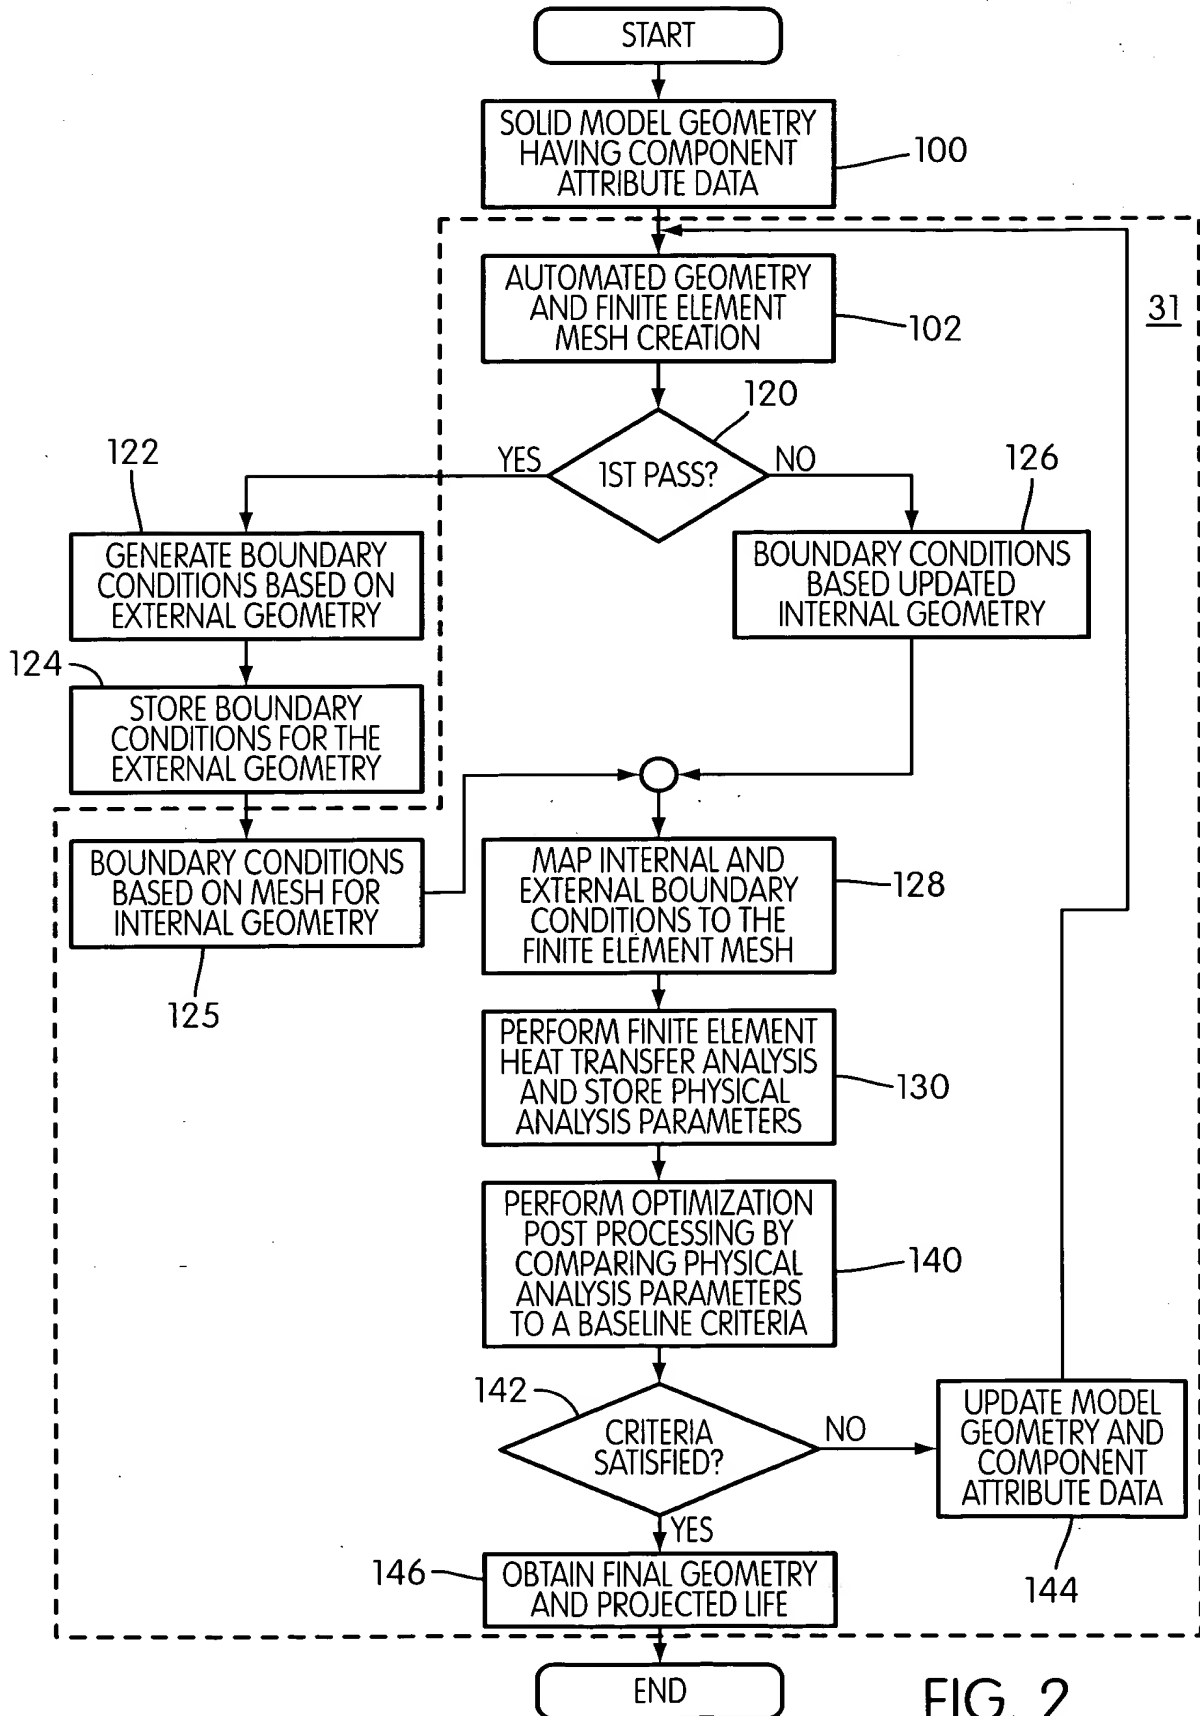 START
SOLID MODEL GEOMETRY
HAVING COMPONENT
ATTRIBUTE DATA
100
AUTOMATED GEOMETRY
AND FINITE ELEMENT
MESH CREATION
102
31
120
YES
1ST PASS?
NO
122
126
GENERATE BOUNDARY
CONDITIONS BASED ON
EXTERNAL GEOMETRY
BOUNDARY CONDITIONS
BASED UPDATED
INTERNAL GEOMETRY
124
STORE BOUNDARY
CONDITIONS FOR THE
EXTERNAL GEOMETRY
BOUNDARY CONDITIONS
BASED ON MESH FOR
INTERNAL GEOMETRY
125
MAP INTERNAL AND
EXTERNAL BOUNDARY
CONDITIONS TO THE
FINITE ELEMENT MESH
128
PERFORM FINITE ELEMENT
HEAT TRANSFER ANALYSIS
AND STORE PHYSICAL
ANALYSIS PARAMETERS
130
PERFORM OPTIMIZATION
POST PROCESSING BY
COMPARING PHYSICAL
ANALYSIS PARAMETERS
TO A BASELINE CRITERIA
140
142
CRITERIA
SATISFIED?
NO
UPDATE MODEL
GEOMETRY AND
COMPONENT
ATTRIBUTE DATA
144
YES
146
OBTAIN FINAL GEOMETRY
AND PROJECTED LIFE
END
FIG. 2